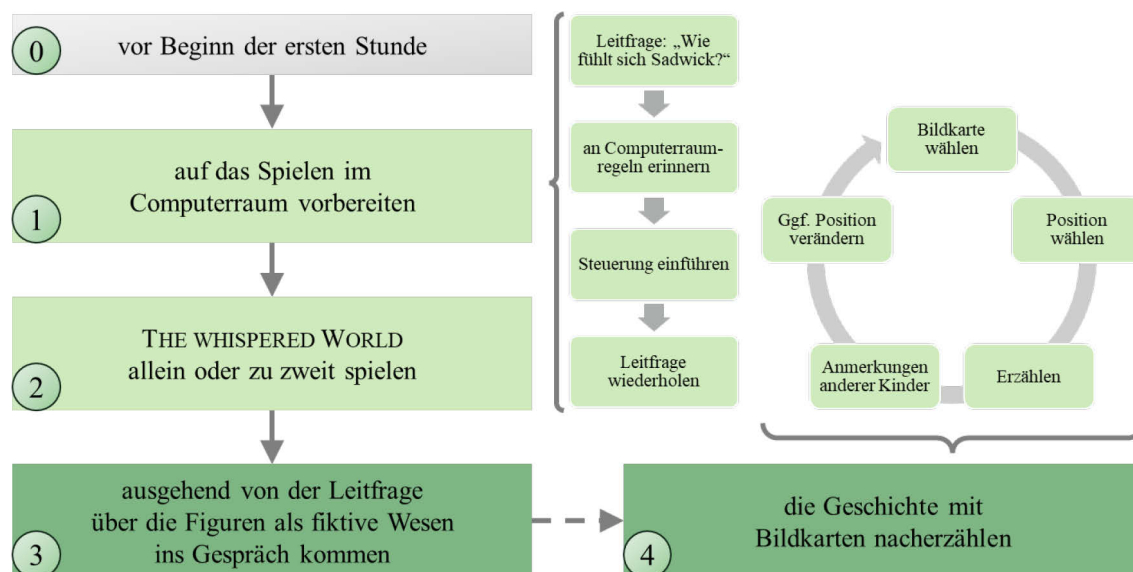 0
vor Beginn der ersten Stunde
1
auf das Spielen im
Computerraum vorbereiten
2
THE WHISPERED WORLD
allein oder zu zweit spielen
3
ausgehend von der Leitfrage
über die Figuren als fiktive Wesen
ins Gespräch kommen
Leitfrage: „Wie
fühlt sich Sadwick?“
an Computerraum-
regeln erinnern
Steuerung einführen
Leitfrage
wiederholen
Bildkarte
wählen
Position
wählen
Erzählen
Anmerkungen
anderer Kinder
Ggf. Position
verändern
4
die Geschichte mit
Bildkarten nacherzählen